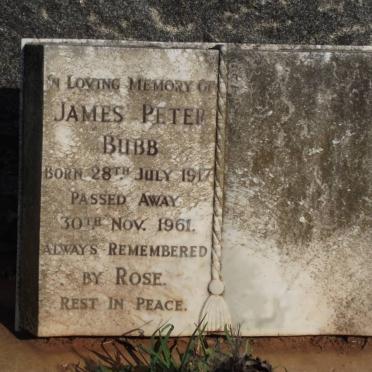 In Loving Memory Of
James Peter
Bubb
Born 28TH July 1917
Passed Away
30TH Nov. 1961.
Always Remembered
by Rose.
Rest In Peace.